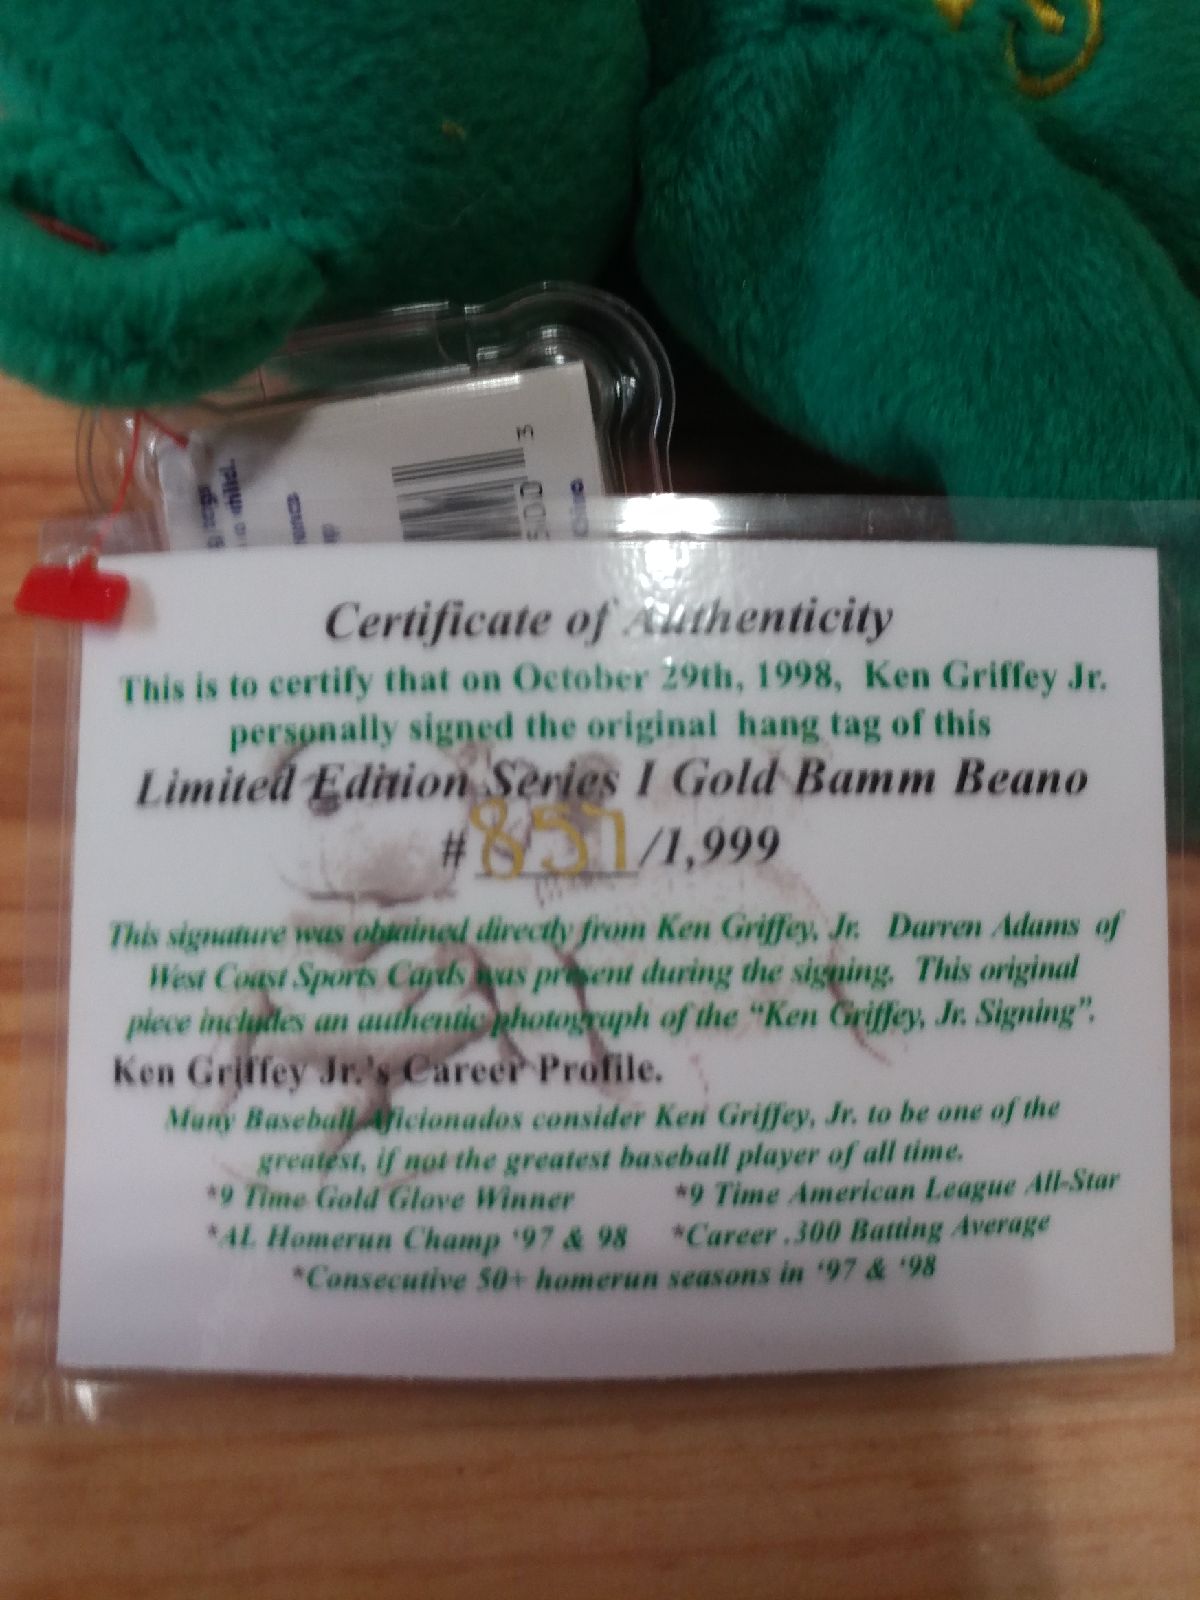 3
500
China
Certificate of Authenticity
This is to certify that on October 29th, 1998, Ken Griffey Jr.
personally signed the original hang tag of this
Limited Edition Series I Gold Bamm Beano
# 857/1,999
This signature was obtained directly from Ken Griffey, Jr. Darren Adams of
West Coast Sports Cards was present during the signing. This original
piece includes an authentic photograph of the “Ken Griffey, Jr. Signing”.
Ken Griffey Jr.'s Career Profile.
Many Baseball Aficionados consider Ken Griffey, Jr. to be one of the
greatest, if not the greatest baseball player of all time.
*9 Time Gold Glove Winner *9 Time American League All-Star
*AL Homerun Champ ‘97 & 98 *Career .300 Batting Average
*Consecutive 50+ homerun seasons in ‘97 & ‘98